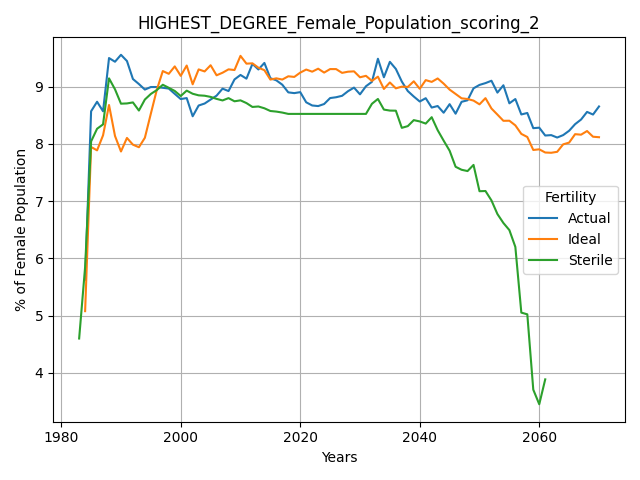 HIGHEST_DEGREE_Female_Population_scoring_2
% of Female Population
9
8
7
6
5
4
Fertility
Actual
Ideal
Sterile
1980 2000 2020 2040 2060
Years